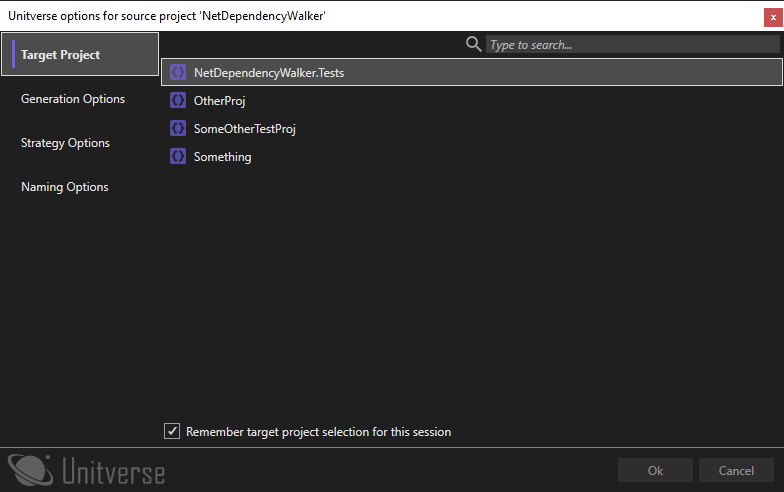 Unitverse options for source project 'NetDependencyWalker'
x
Target Project
Generation Options
Strategy Options
Naming Options
Type to search...
NetDependencyWalker.Tests
OtherProj
SomeOtherTestProj
Something
Remember target project selection for this session
Unitverse
Ok
Cancel